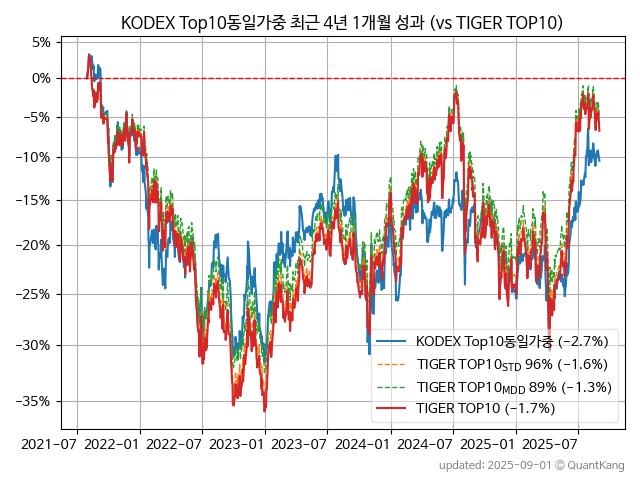 KODEX Top10동일가중 최근 4년 1개월 성과 (vs TIGER TOP10)
5%
0%
−5%
−10%
−15%
−20%
−25%
−30%
−35%
KODEX Top10동일가중 (−2.7%)
TIGER TOP10STD 96% (−1.6%)
TIGER TOP10MDD 89% (−1.3%)
TIGER TOP10 (−1.7%)
2021-07 2022-01 2022-07 2023-01 2023-07 2024-01 2024-07 2025-01 2025-07
updated: 2025-09-01 © QuantKang